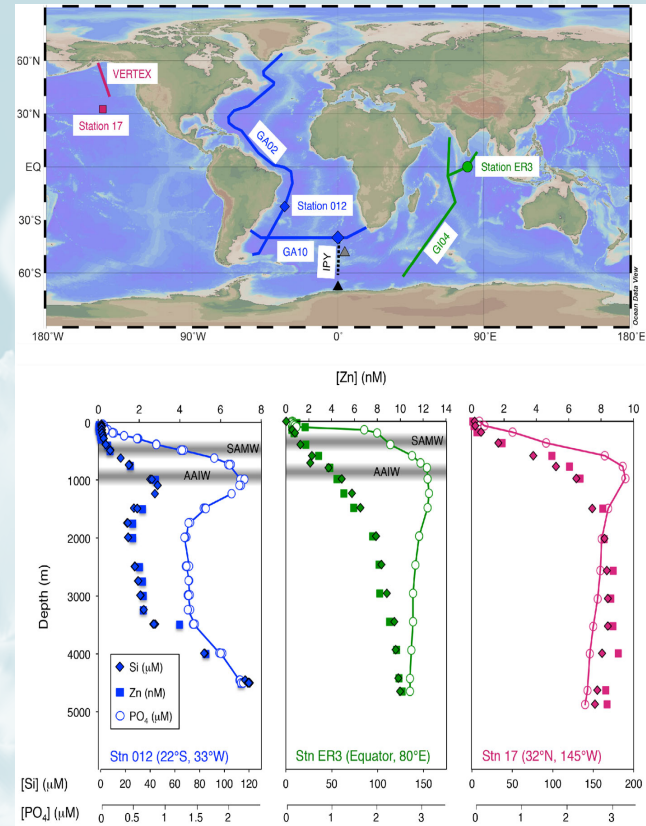 60°N
30°N
EQ
30°S
60°S
VERTEX
Station 17
GA02
Station 012
GA10
IPY
Station ER3
GI04
Ocean Data View
180°W 90°W 0° 90°E 180°E
[Zn] (nM)
0 2 4 6 8
0 2 4 6 8 10 12 14
0 2 4 6 8 10
0
1000
2000
3000
4000
5000
Depth (m)
SAMW
AAIW
SAMW
AAIW
Si (μM)
Zn (nM)
PO₄ (μM)
Stn 012 (22°S, 33°W)
Stn ER3 (Equator, 80°E)
Stn 17 (32°N, 145°W)
[Si] (μM)
0 20 40 60 80 100 120
0 50 100 150
0 50 100 150 200
[PO₄] (μM)
0 0.5 1 1.5 2
0 1 2 3
0 1 2 3